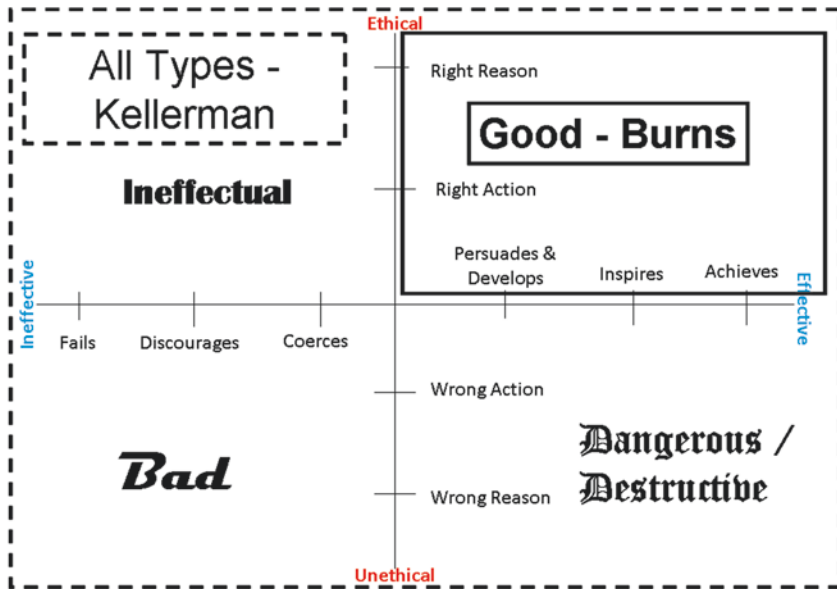 Ethical
All Types -
Kellerman
Right Reason
Good - Burns
Ineffectual
Right Action
Persuades &
Develops
Inspires
Achieves
Ineffective
Effective
Fails
Discourages
Coerces
Wrong Action
Dangerous /
Destructive
Bad
Wrong Reason
Unethical